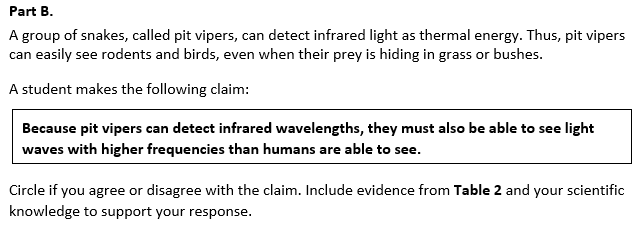 Part B.
A group of snakes, called pit vipers, can detect infrared light as thermal energy. Thus, pit vipers
can easily see rodents and birds, even when their prey is hiding in grass or bushes.
A student makes the following claim:
Because pit vipers can detect infrared wavelengths, they must also be able to see light
waves with higher frequencies than humans are able to see.
Circle if you agree or disagree with the claim. Include evidence from Table 2 and your scientific
knowledge to support your response.